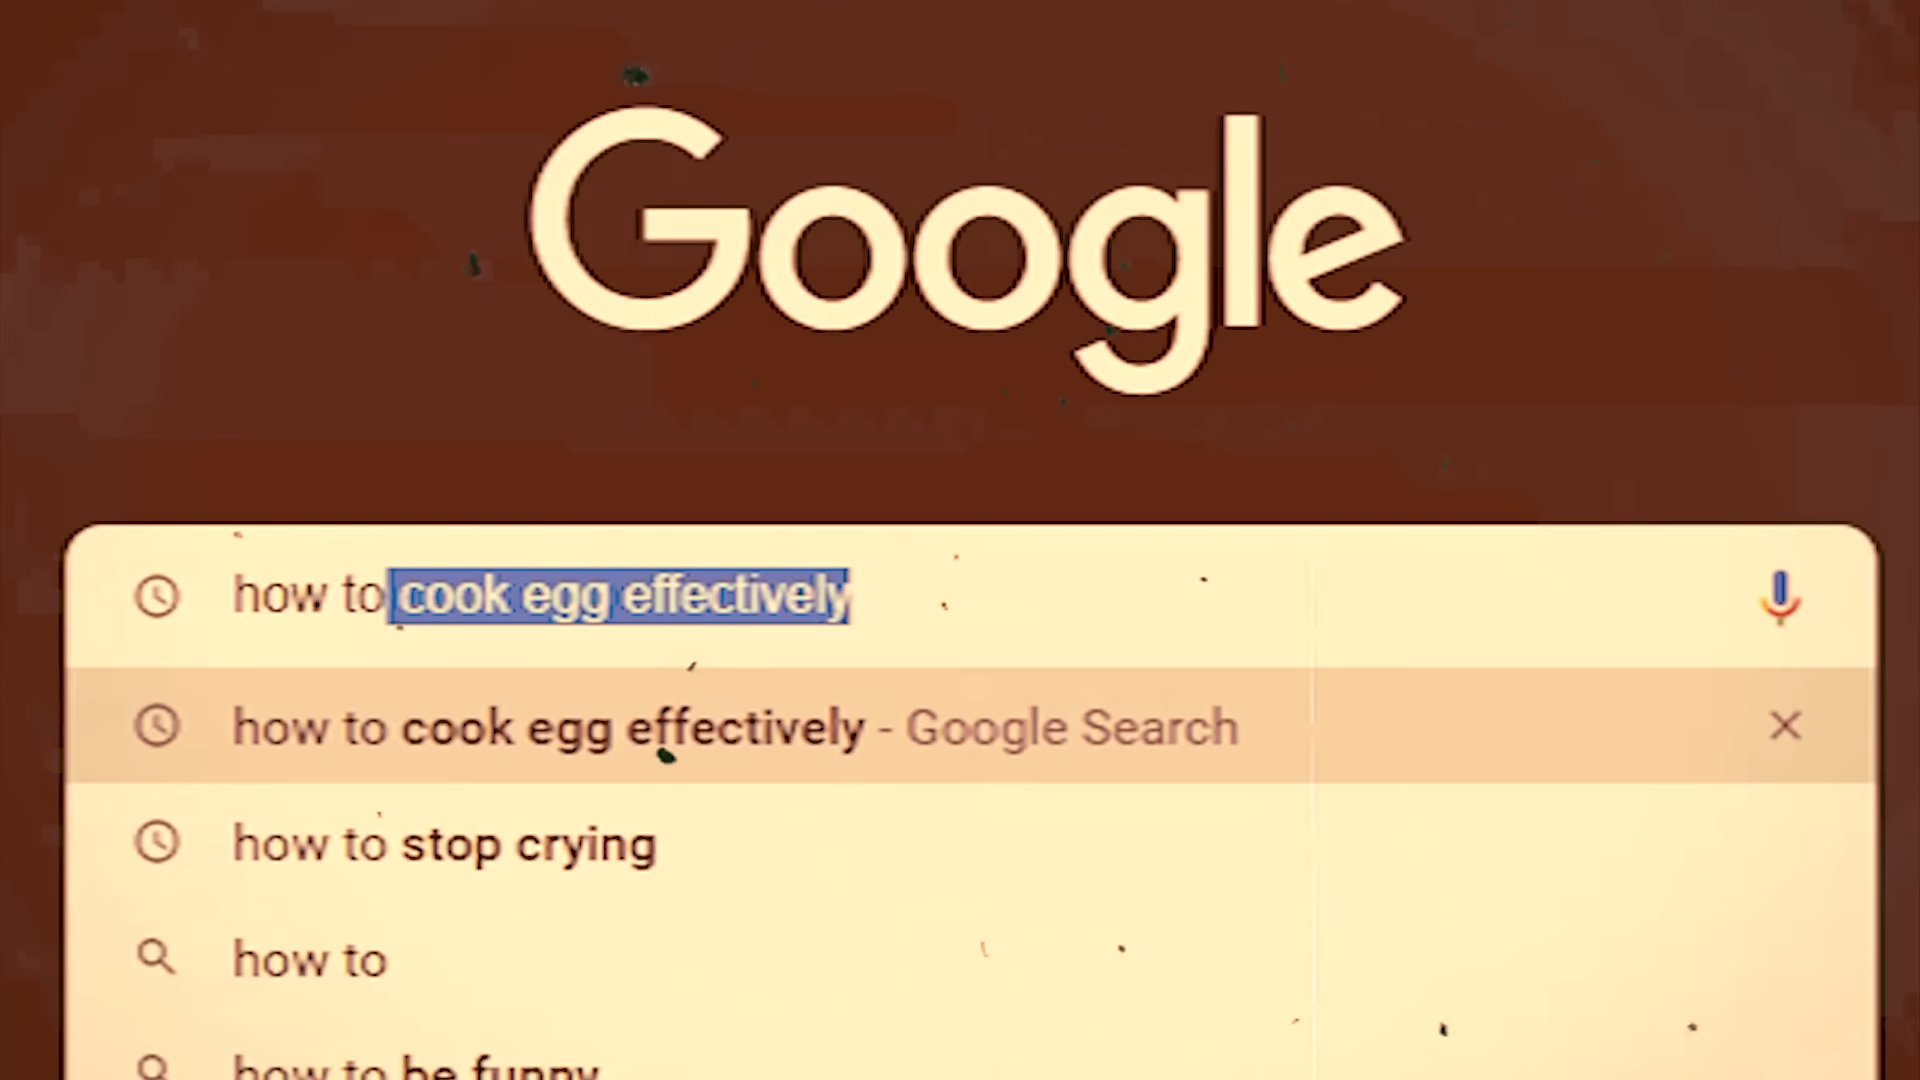 Google
how to cook egg effectively
how to cook egg effectively - Google Search
how to stop crying
how to
how to be funny